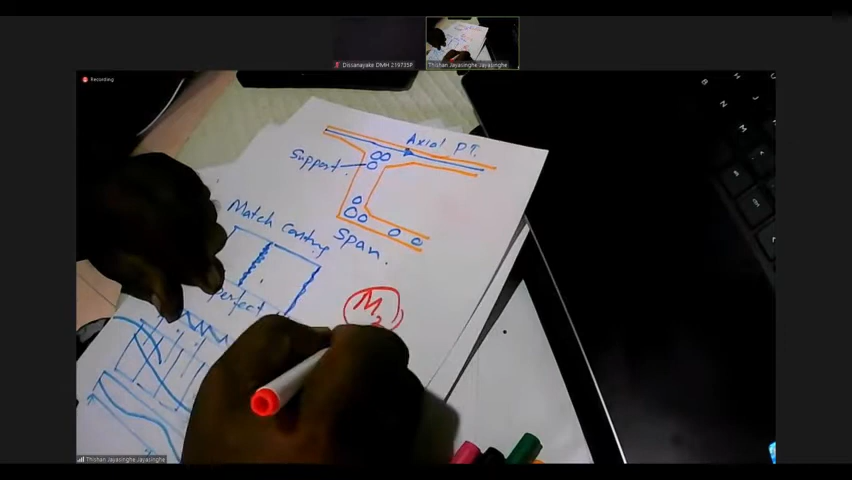 Dissanayake DMH 219735P
Thishan Jayasinghe Jayasinghe
Recording
Axial PT.
Support
Match casting
Span.
perfect
M2
Thishan Jayasinghe Jayasinghe